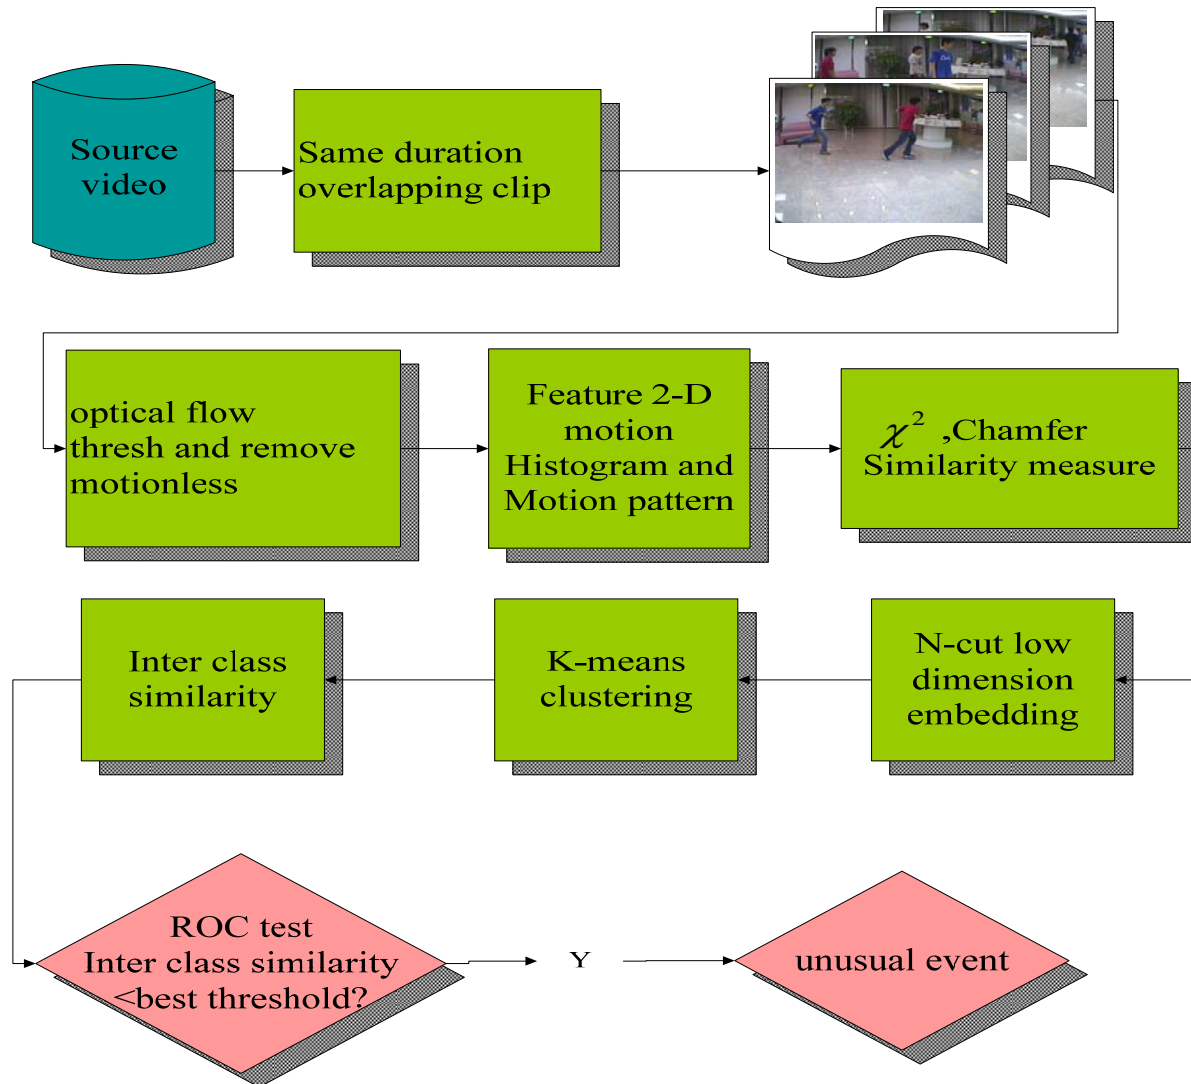 Source
video
Same duration
overlapping clip
optical flow
thresh and remove
motionless
Feature 2-D
motion
Histogram and
Motion pattern
χ² ,Chamfer
Similarity measure
N-cut low
dimension
embedding
K-means
clustering
Inter class
similarity
ROC test
Inter class similarity
<best threshold?
Y
unusual event